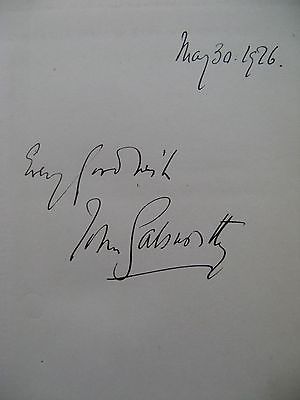 May 30. 1926.
Every Good Wish
John Galsworthy